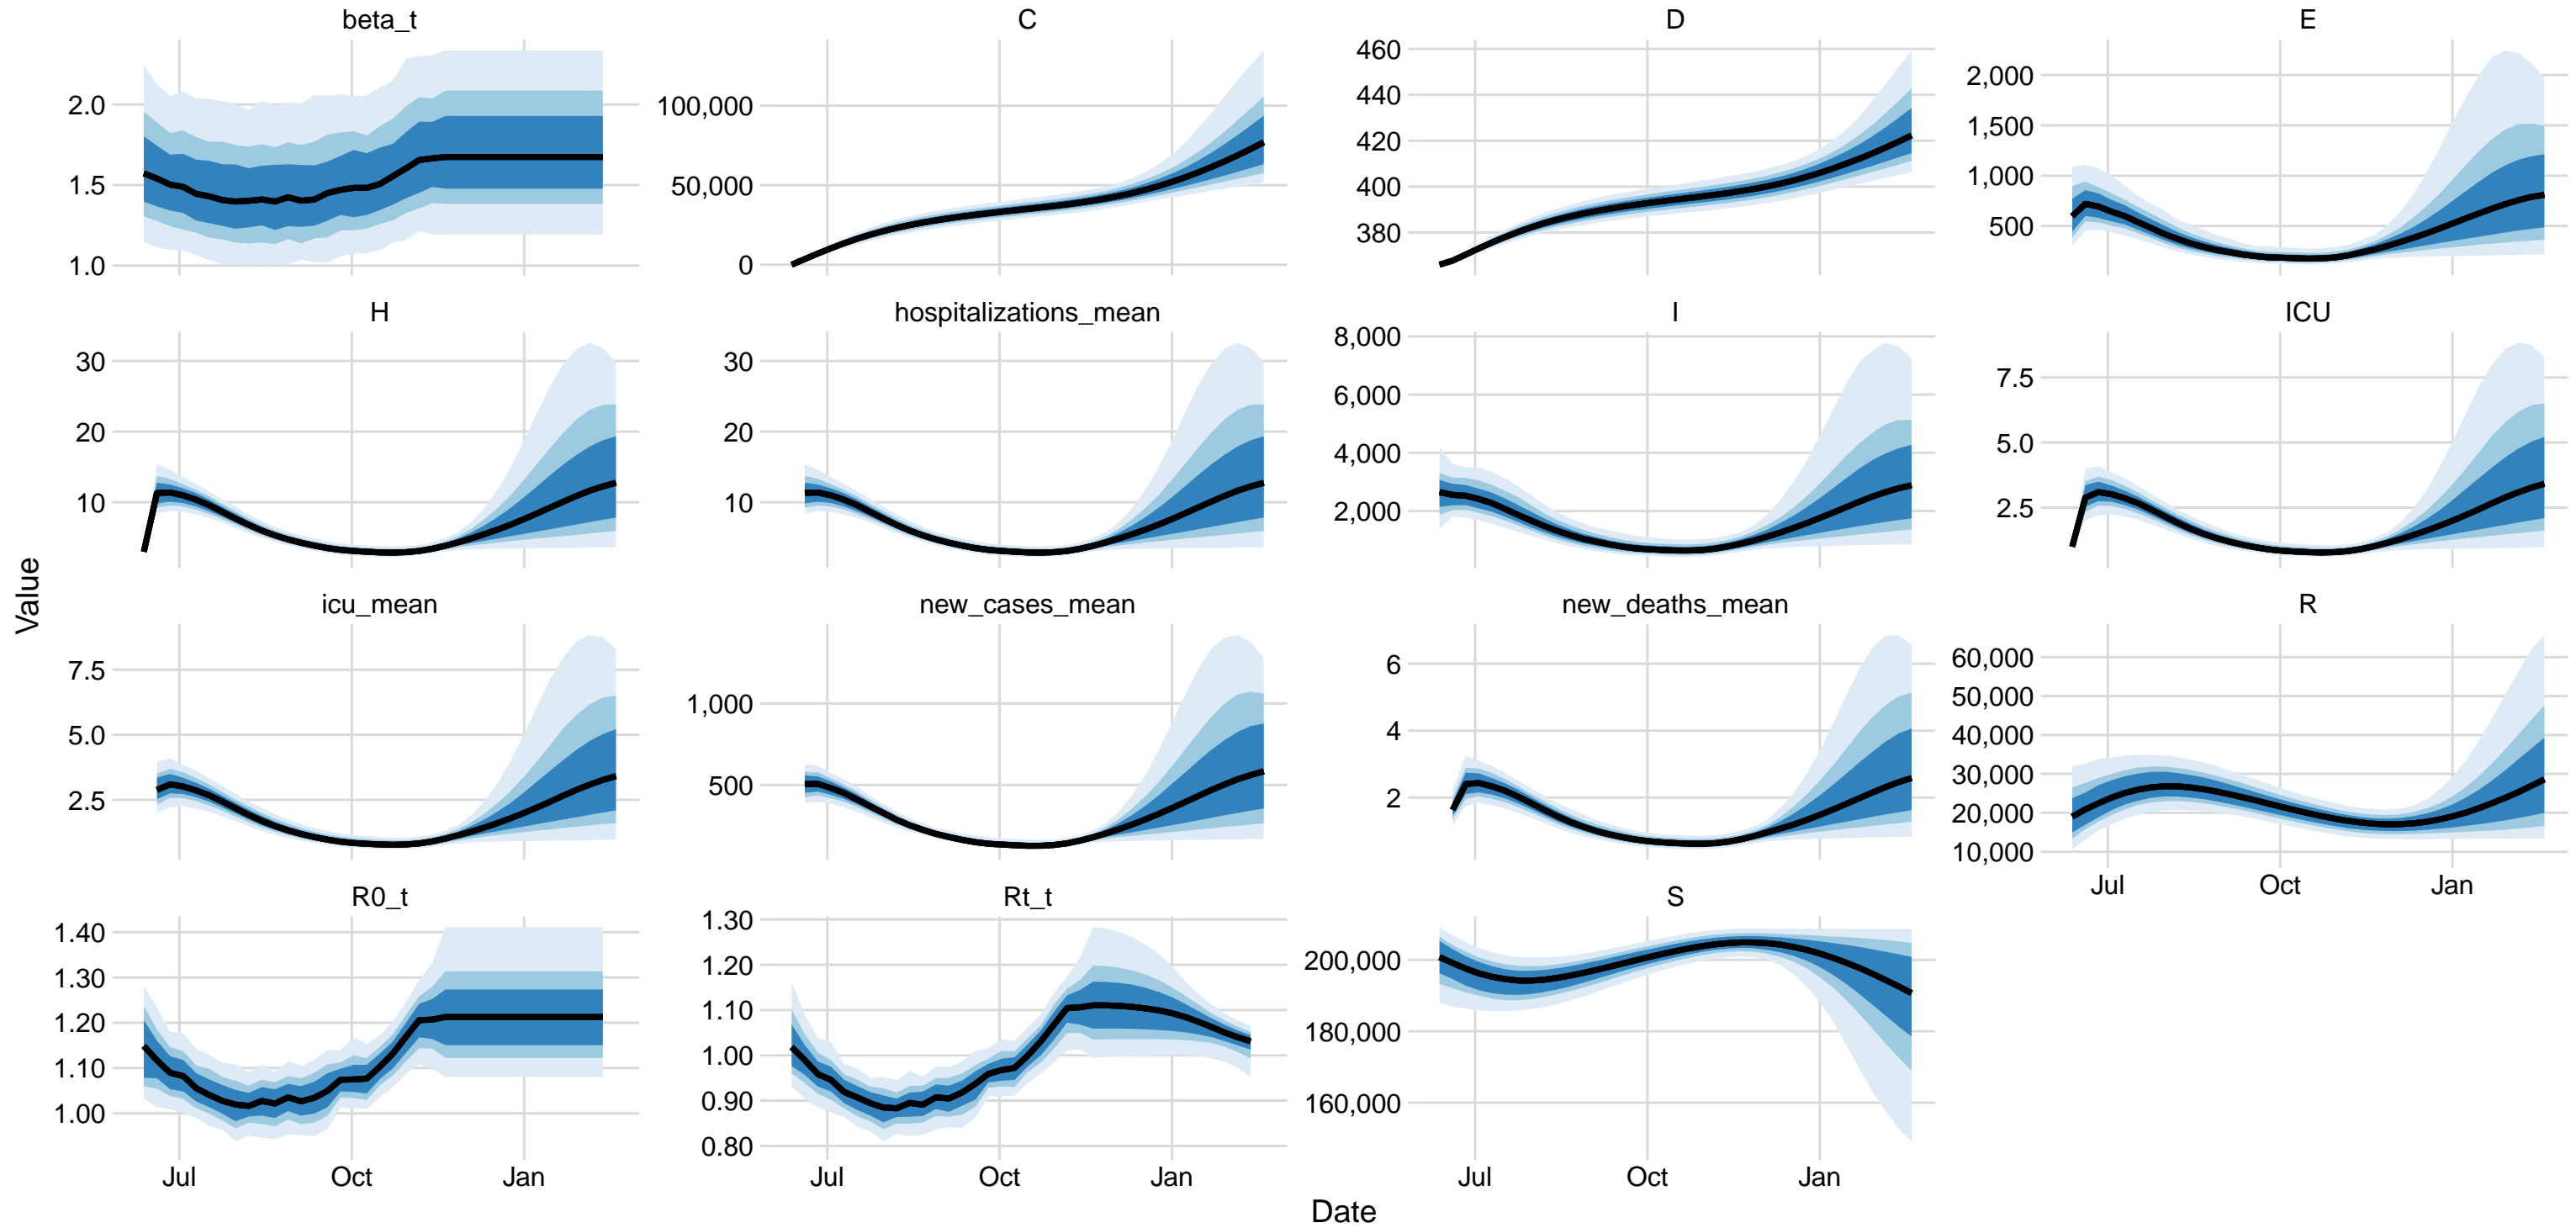 beta_t
C
D
E
2.0
1.5
1.0
100,000
50,000
0
460
440
420
400
380
2,000
1,500
1,000
500
H
hospitalizations_mean
I
ICU
30
20
10
30
20
10
8,000
6,000
4,000
2,000
7.5
5.0
2.5
Value
icu_mean
new_cases_mean
new_deaths_mean
R
7.5
5.0
2.5
1,000
500
6
4
2
60,000
50,000
40,000
30,000
20,000
10,000
Jul Oct Jan
R0_t
Rt_t
S
1.40
1.30
1.20
1.10
1.00
1.30
1.20
1.10
1.00
0.90
0.80
200,000
180,000
160,000
Jul Oct Jan
Jul Oct Jan
Jul Oct Jan
Date